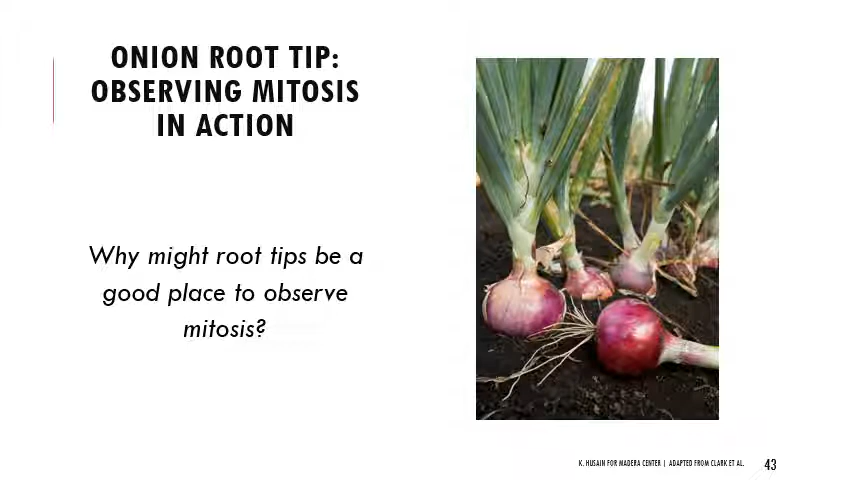 ONION ROOT TIP:
OBSERVING MITOSIS
IN ACTION
Why might root tips be a
good place to observe
mitosis?
K. HUSAIN FOR MADERA CENTER | ADAPTED FROM CLARK ET AL.
43